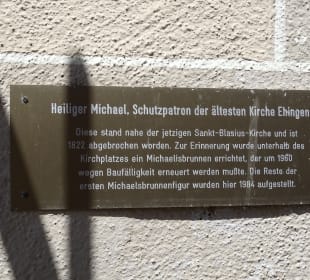 Heiliger Michael, Schutzpatron der ältesten Kirche Ehingens
Diese stand nahe der jetzigen Sankt-Blasius-Kirche und ist
1822 abgebrochen worden. Zur Erinnerung wurde unterhalb des
Kirchplatzes ein Michaelisbrunnen errichtet, der um 1960
wegen Baufälligkeit erneuert werden mußte. Die Reste der
ersten Michaelsbrunnenfigur wurden hier 1984 aufgestellt.